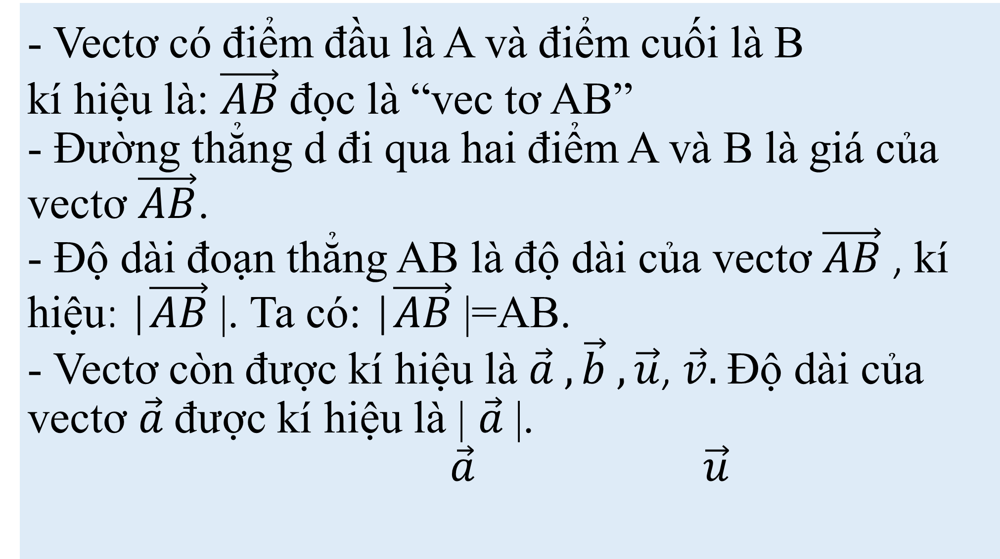 - Vectơ có điểm đầu là A và điểm cuối là B
kí hiệu là: $\overrightarrow{AB}$ đọc là “vec tơ AB”
- Đường thẳng d đi qua hai điểm A và B là giá của
vectơ $\overrightarrow{AB}$.
- Độ dài đoạn thẳng AB là độ dài của vectơ $\overrightarrow{AB}$ , kí
hiệu: |$\overrightarrow{AB}$ |. Ta có: |$\overrightarrow{AB}$ |=AB.
- Vectơ còn được kí hiệu là $\vec{a}$ , $\vec{b}$ , $\vec{u}$, $\vec{v}$. Độ dài của
vectơ $\vec{a}$ được kí hiệu là | $\vec{a}$ |.
$\vec{a}$ $\vec{u}$